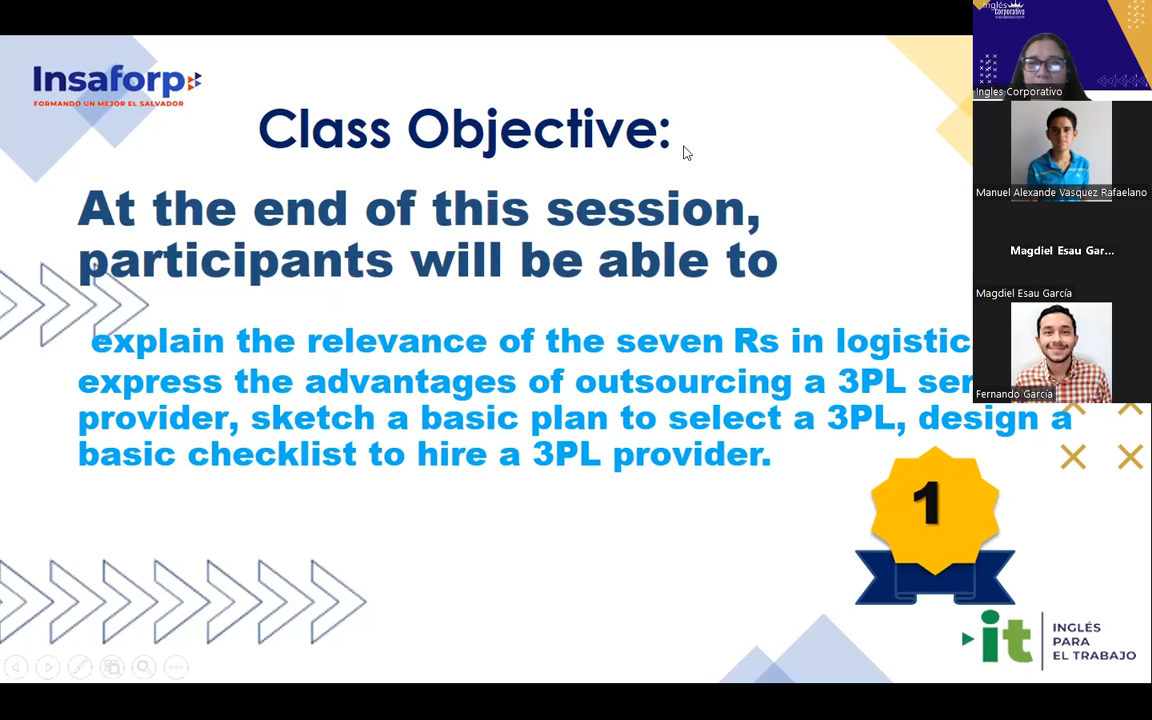 Insaforp
FORMANDO UN MEJOR EL SALVADOR
Class Objective:
At the end of this session,
participants will be able to
explain the relevance of the seven Rs in logistic
express the advantages of outsourcing a 3PL ser
provider, sketch a basic plan to select a 3PL, design a
basic checklist to hire a 3PL provider.
1
it
INGLÉS
PARA
EL TRABAJO
Inglés
corporativo
Ingles Corporativo
Manuel Alexande Vasquez Rafaelano
Magdiel Esau Gar...
Magdiel Esau García
Fernando García